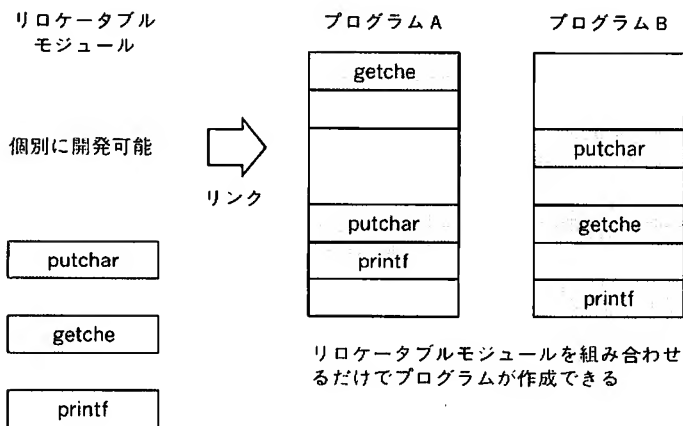 リロケータブル
モジュール
個別に開発可能
putchar
getche
printf
リンク
プログラムA
getche
putchar
printf
プログラムB
putchar
getche
printf
リロケータブルモジュールを組み合わせ
るだけでプログラムが作成できる